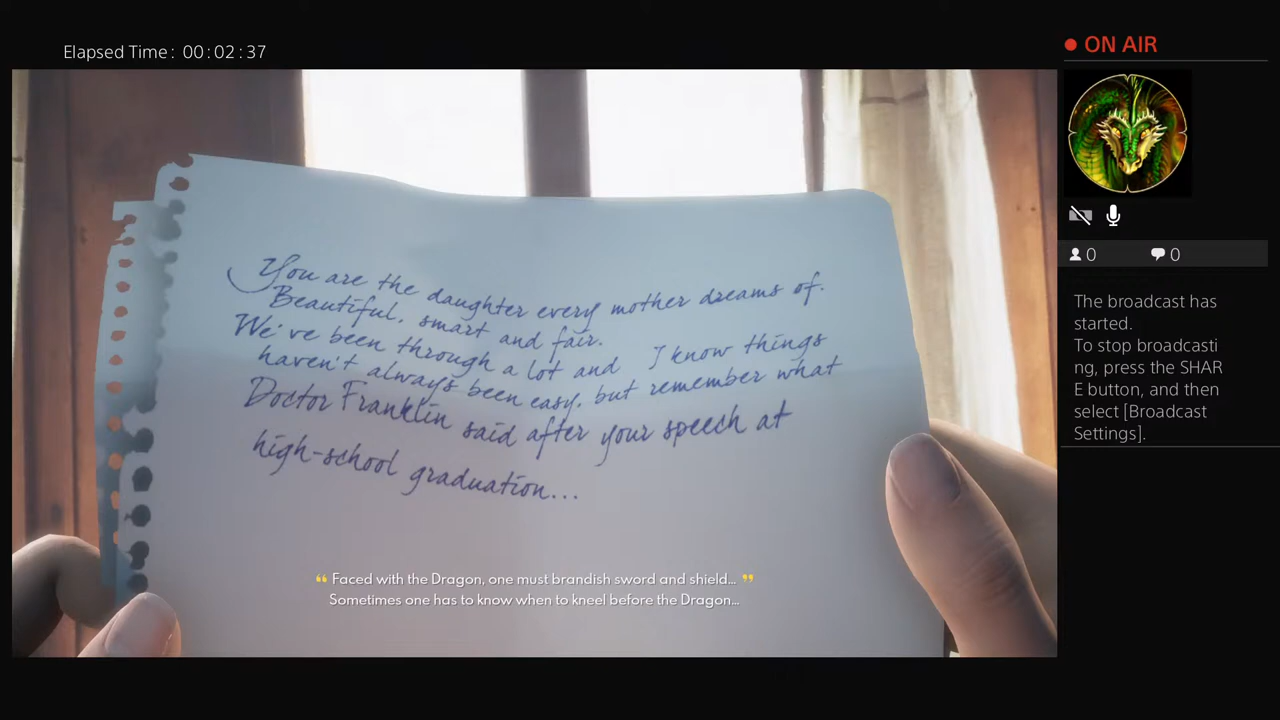 Elapsed Time: 00:02:37
ON AIR
You are the daughter every mother dreams of.
Beautiful, smart and fair.
We've been through a lot and I know things
haven't always been easy, but remember what
Doctor Franklin said after your speech at
high-school graduation...
“ Faced with the Dragon, one must brandish sword and shield... ”
Sometimes one has to know when to kneel before the Dragon...
0
0
The broadcast has
started.
To stop broadcasti
ng, press the SHAR
E button, and then
select [Broadcast
Settings].